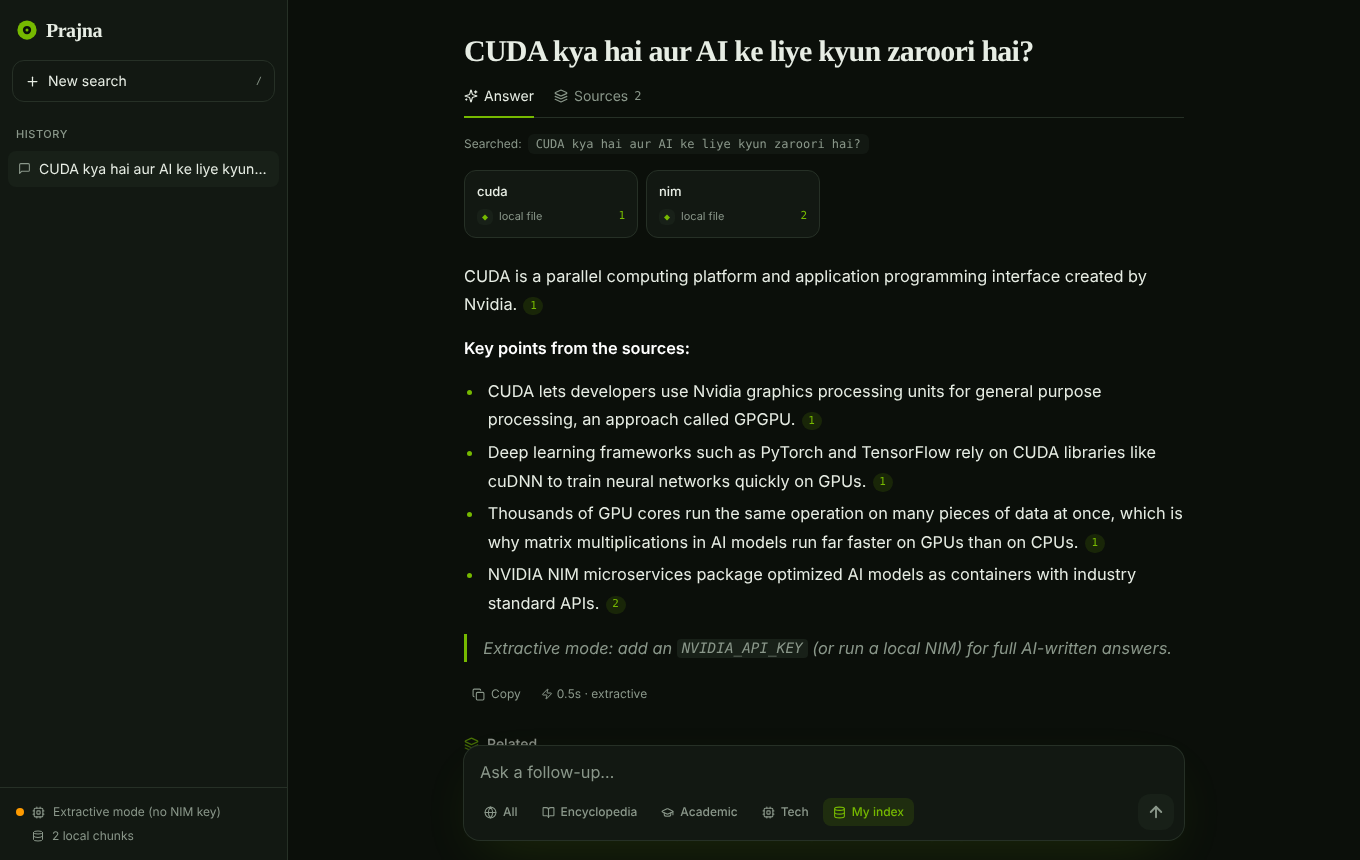 Prajna
New search /
HISTORY
CUDA kya hai aur AI ke liye kyun...
Extractive mode (no NIM key)
2 local chunks
CUDA kya hai aur AI ke liye kyun zaroori hai?
Answer Sources 2
Searched: CUDA kya hai aur AI ke liye kyun zaroori hai?
cuda
local file 1
nim
local file 2
CUDA is a parallel computing platform and application programming interface created by
Nvidia. 1
Key points from the sources:
CUDA lets developers use Nvidia graphics processing units for general purpose
processing, an approach called GPGPU. 1
Deep learning frameworks such as PyTorch and TensorFlow rely on CUDA libraries like
cuDNN to train neural networks quickly on GPUs. 1
Thousands of GPU cores run the same operation on many pieces of data at once, which is
why matrix multiplications in AI models run far faster on GPUs than on CPUs. 1
NVIDIA NIM microservices package optimized AI models as containers with industry
standard APIs. 2
Extractive mode: add an NVIDIA_API_KEY (or run a local NIM) for full AI-written answers.
Copy 0.5s · extractive
Related
Ask a follow-up...
All Encyclopedia Academic Tech My index